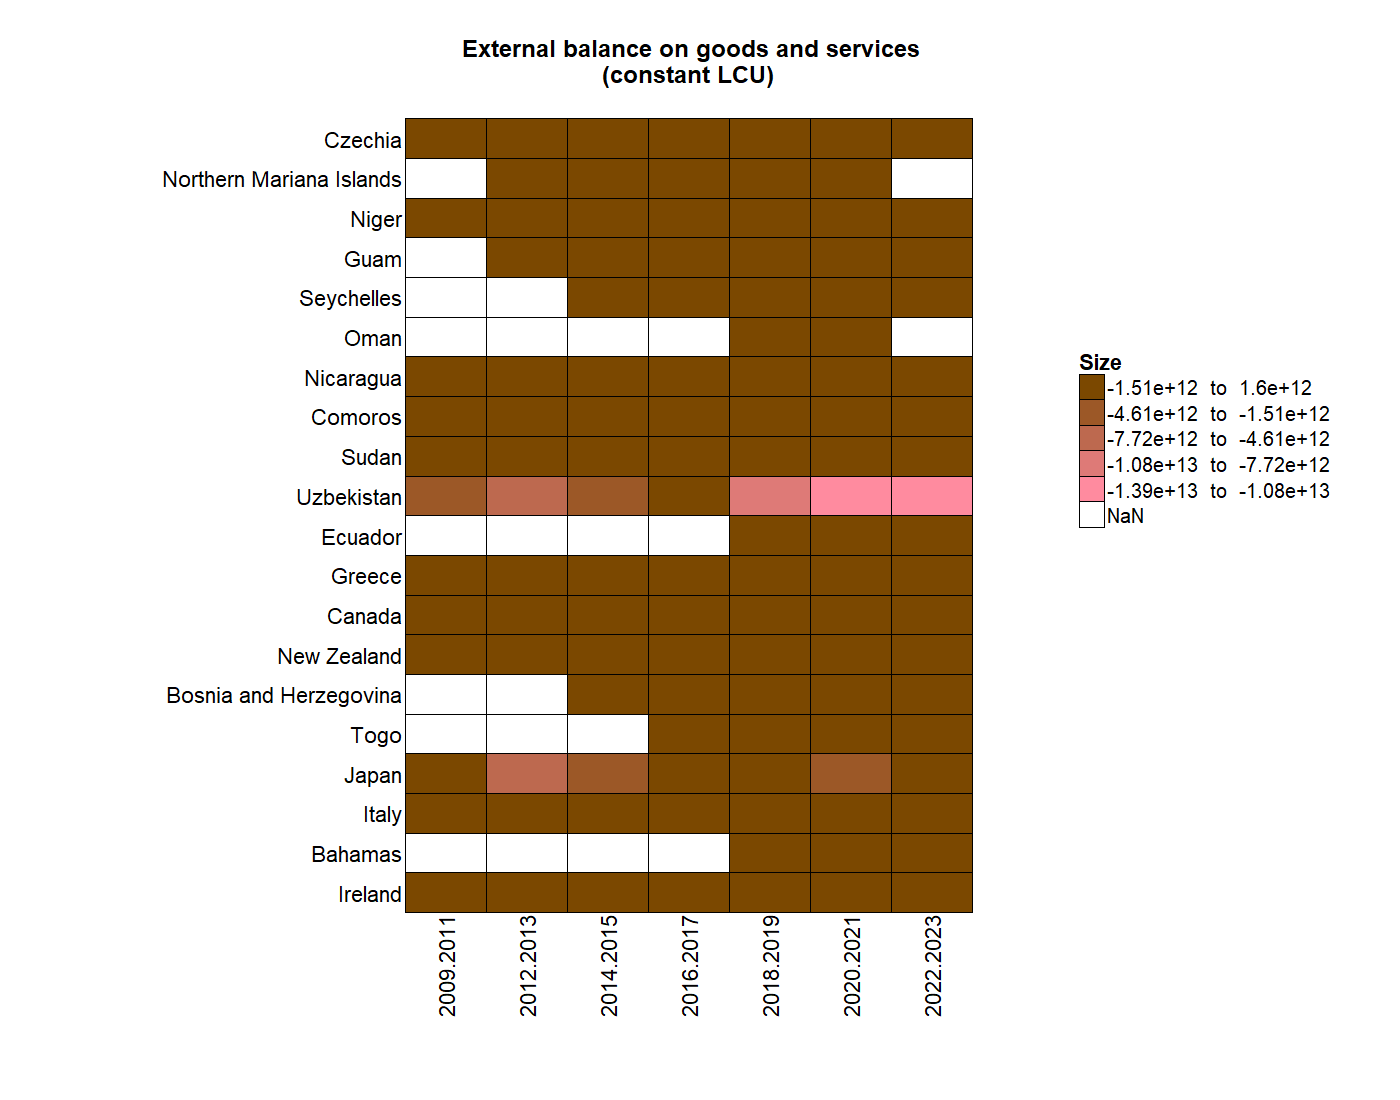 External balance on goods and services
(constant LCU)
Czechia
Northern Mariana Islands
Niger
Guam
Seychelles
Oman
Nicaragua
Comoros
Sudan
Uzbekistan
Ecuador
Greece
Canada
New Zealand
Bosnia and Herzegovina
Togo
Japan
Italy
Bahamas
Ireland
2009.2011
2012.2013
2014.2015
2016.2017
2018.2019
2020.2021
2022.2023
Size
-1.51e+12 to 1.6e+12
-4.61e+12 to -1.51e+12
-7.72e+12 to -4.61e+12
-1.08e+13 to -7.72e+12
-1.39e+13 to -1.08e+13
NaN